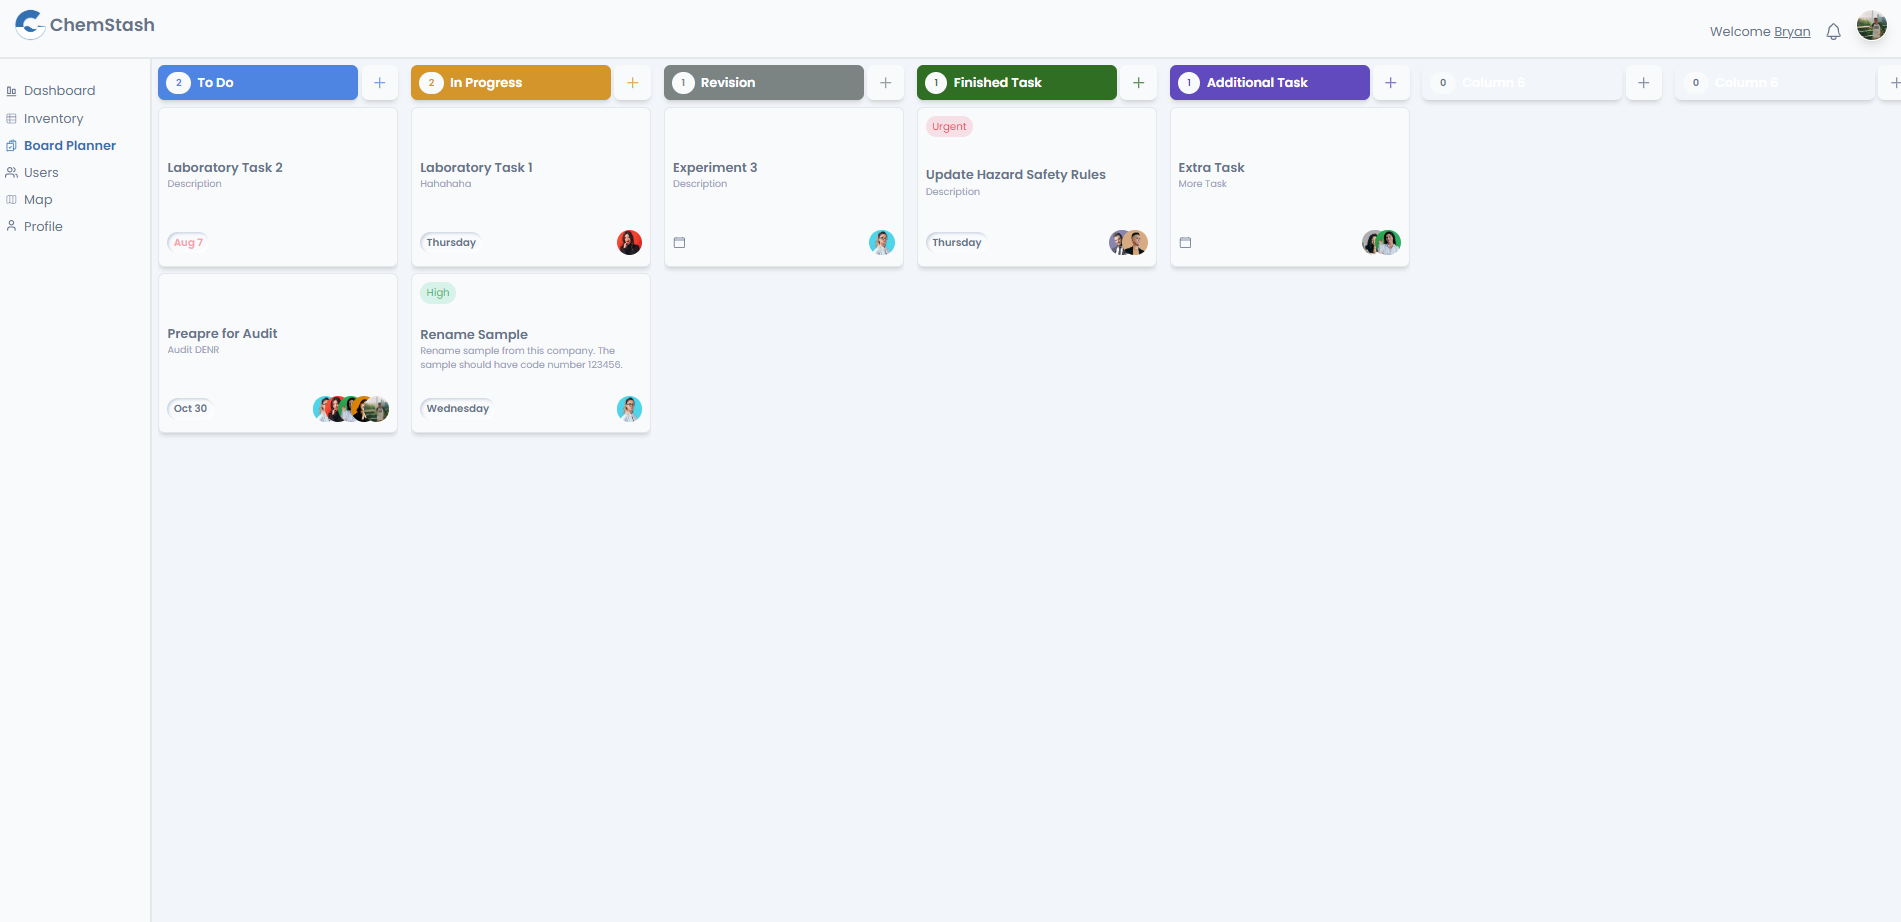 ChemStash
Welcome Bryan
Dashboard
Inventory
Board Planner
Users
Map
Profile
2 To Do
Laboratory Task 2
Description
Aug 7
Preapre for Audit
Audit DENR
Oct 30
2 In Progress
Laboratory Task 1
Hahahaha
Thursday
High
Rename Sample
Rename sample from this company. The
sample should have code number 123456.
Wednesday
1 Revision
Experiment 3
Description
1 Finished Task
Urgent
Update Hazard Safety Rules
Description
Thursday
1 Additional Task
Extra Task
More Task
0 Column 6
0 Column 6